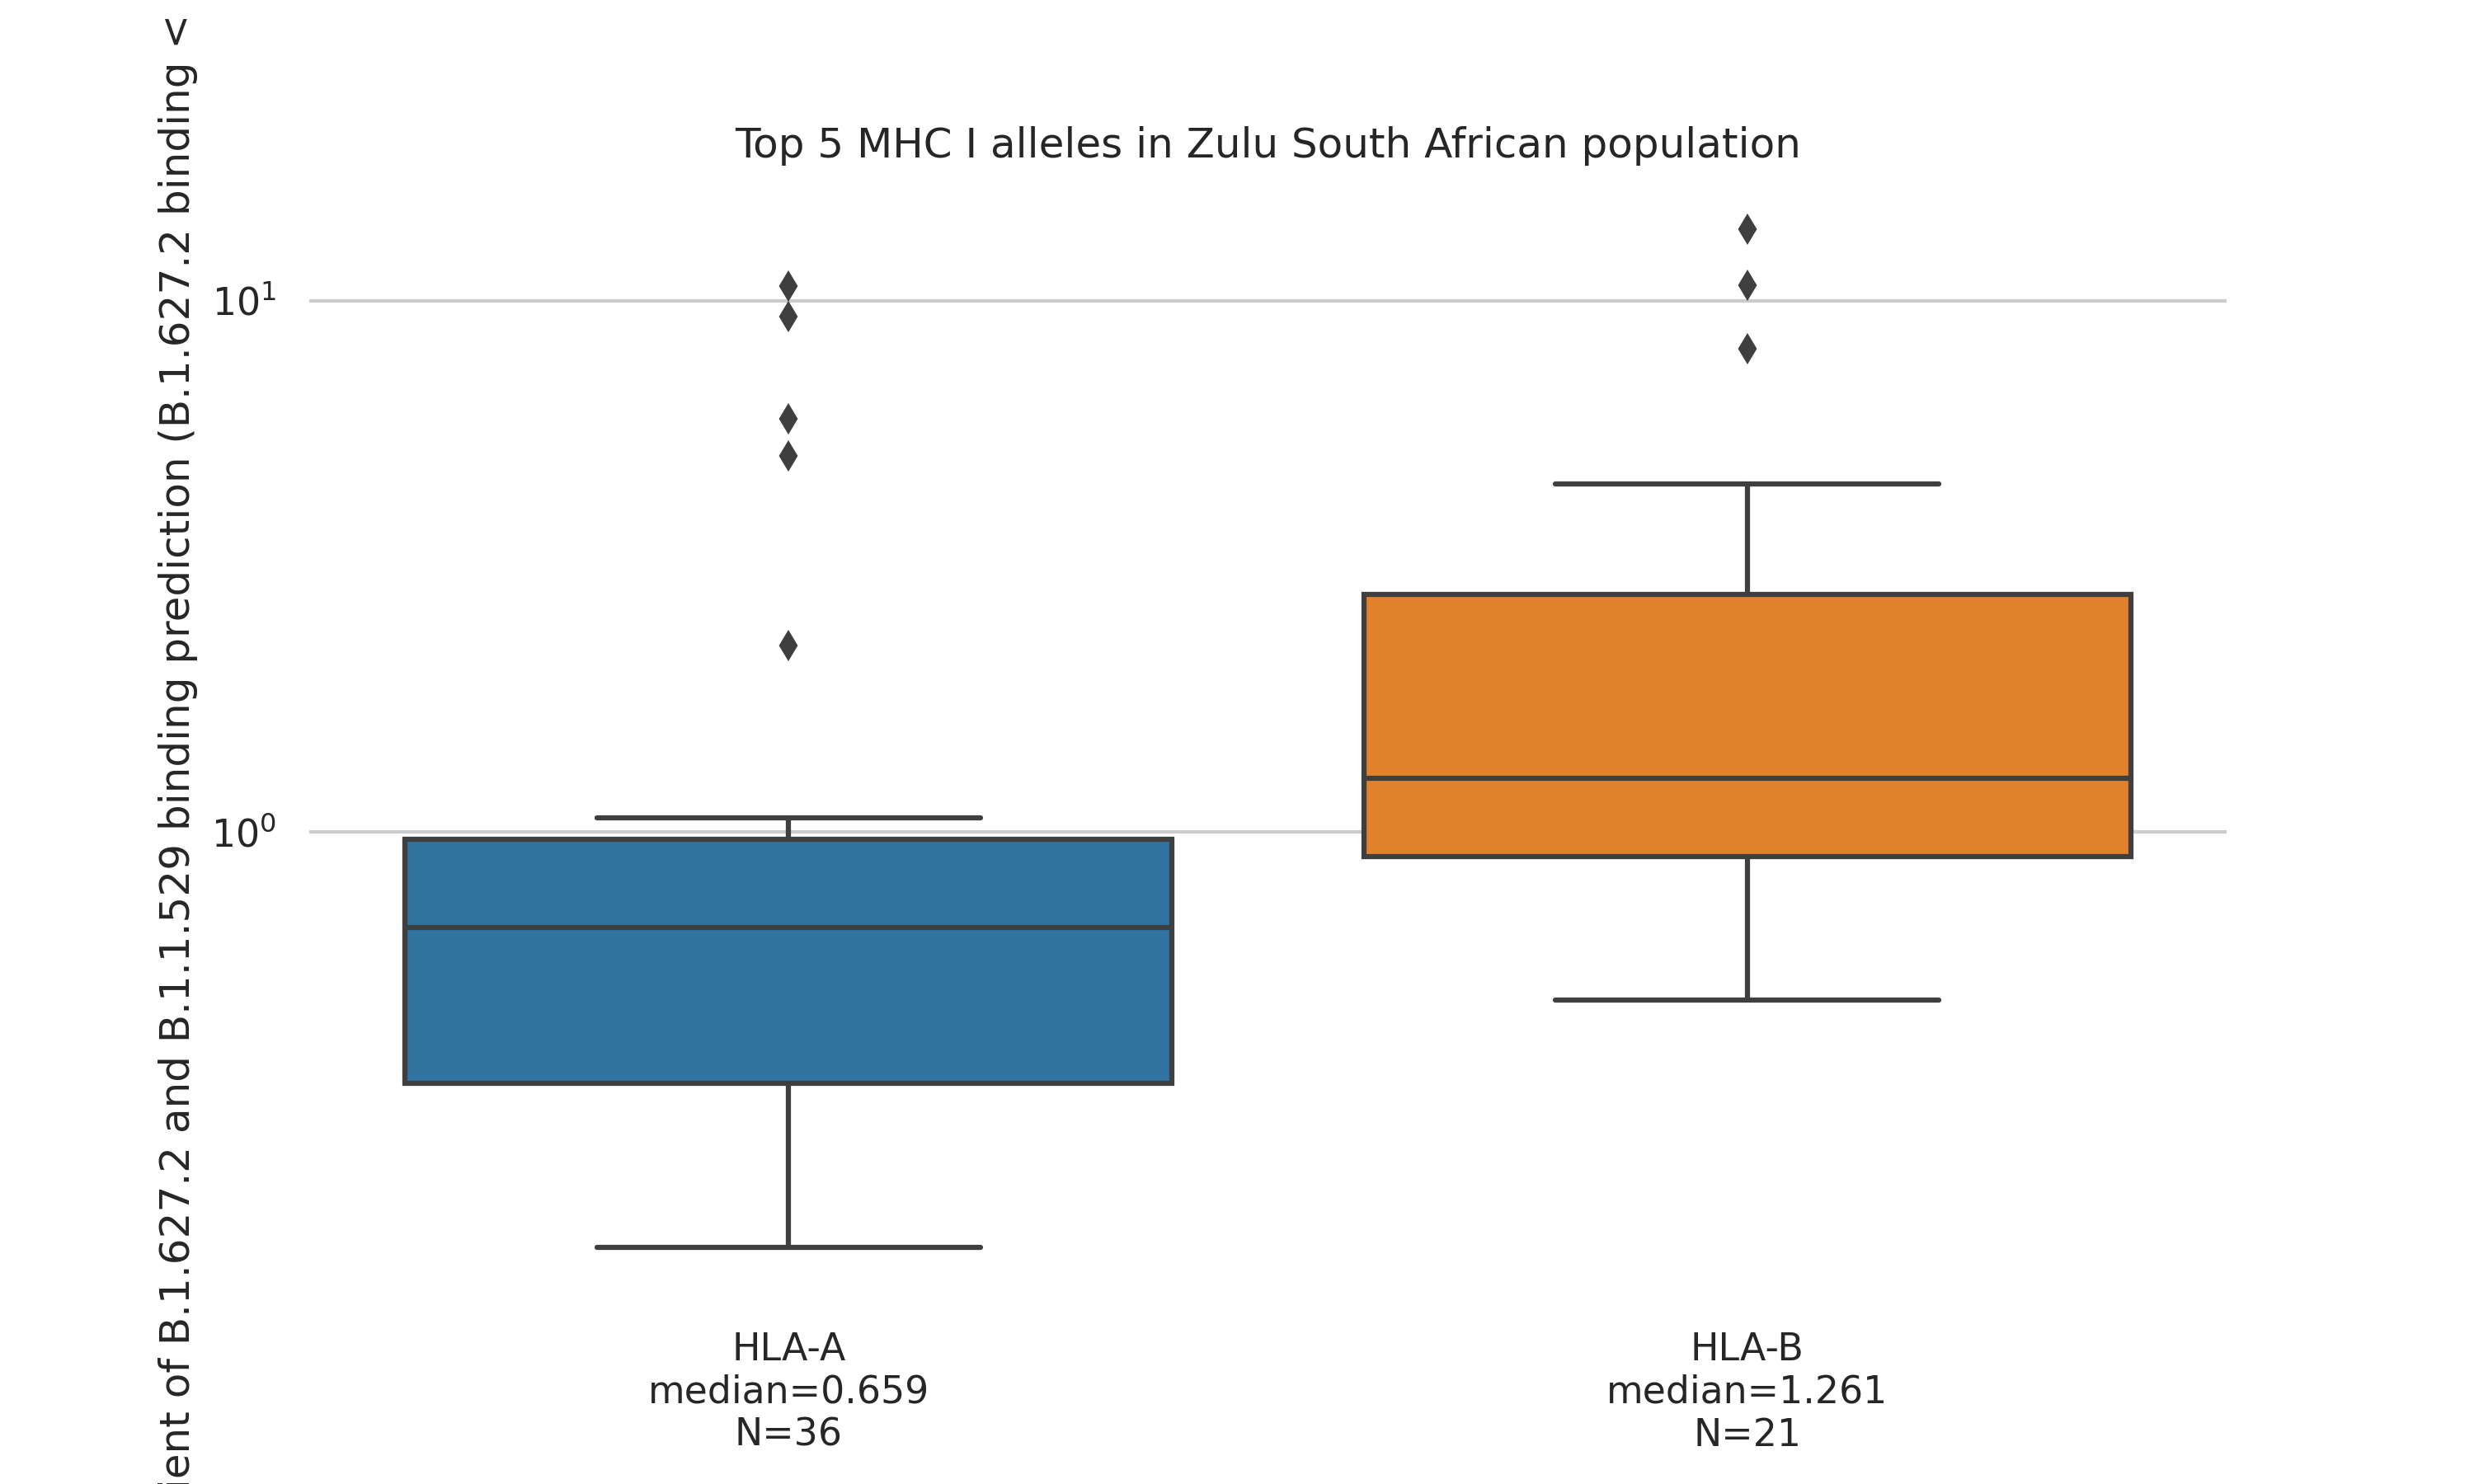 Top 5 MHC I alleles in Zulu South African population
of B.1.627.2 and B.1.1.529 binding prediction (B.1.627.2 binding <
10¹
10⁰
HLA-A
median=0.659
N=36
HLA-B
median=1.261
N=21